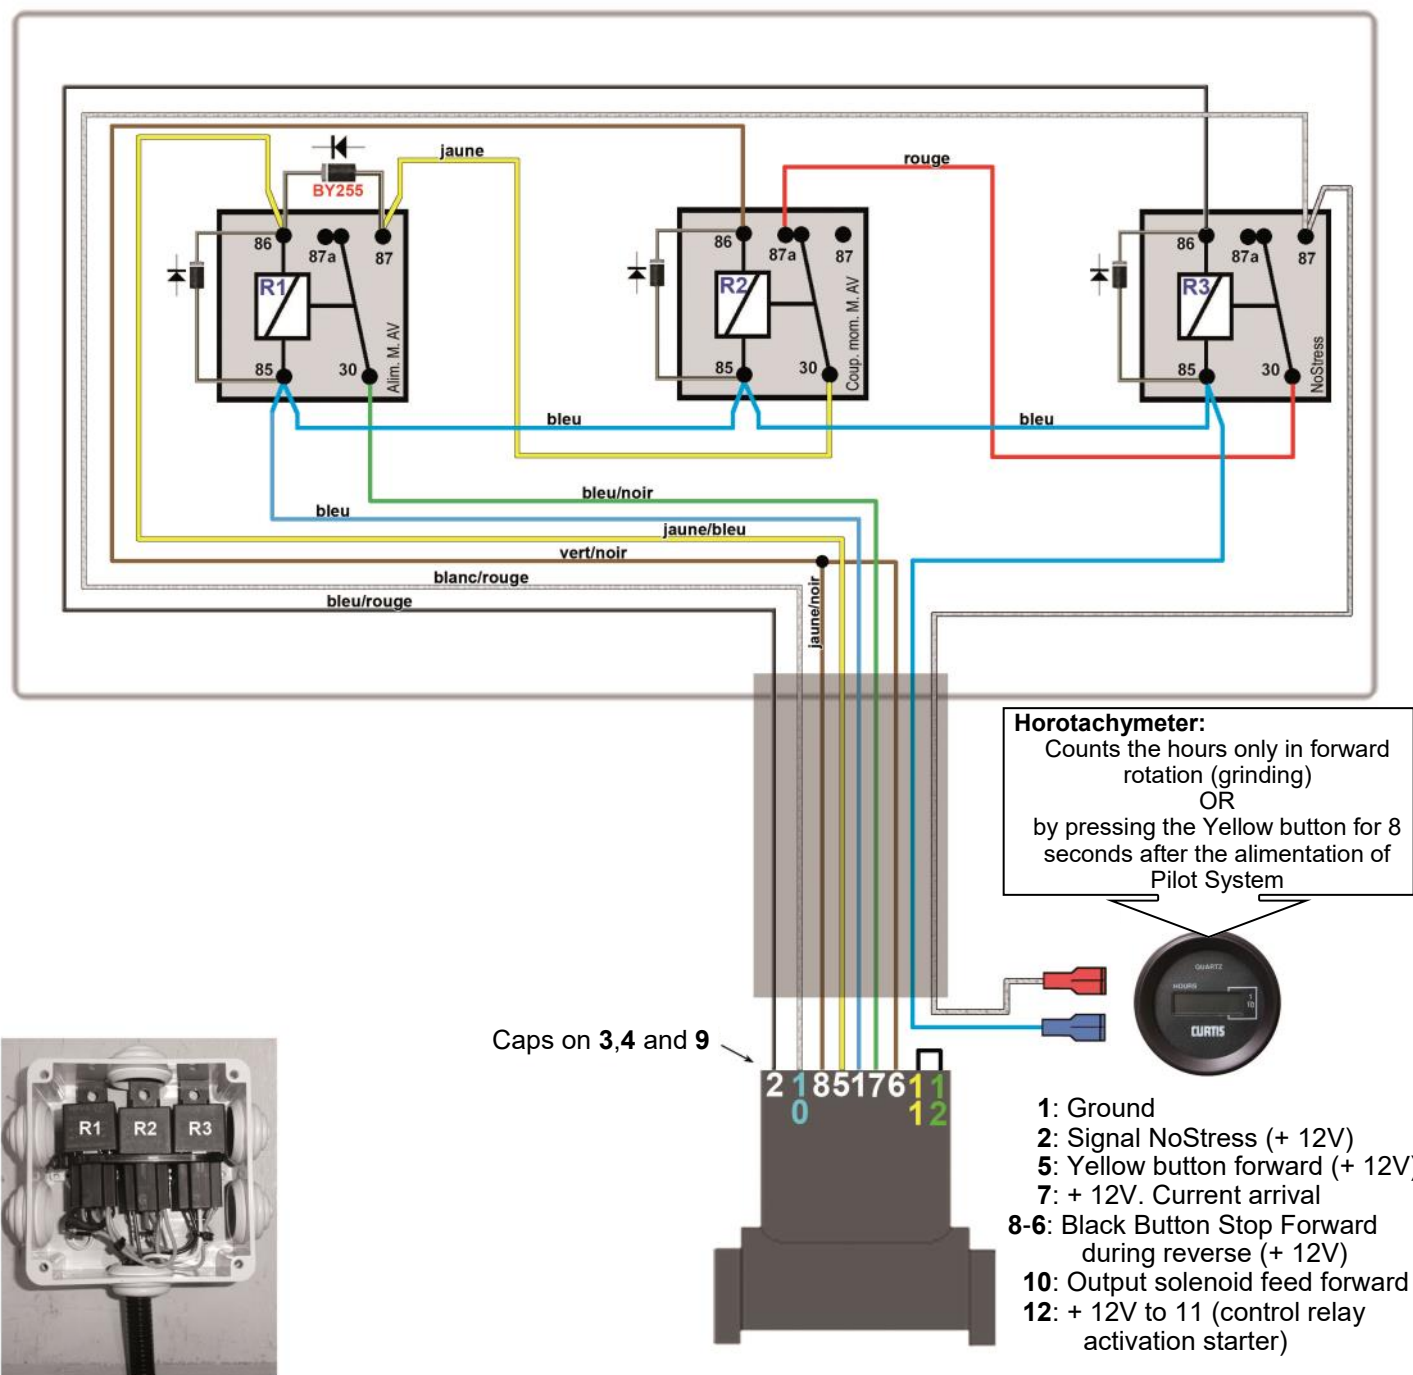 jaune
BY255
rouge
86
87a
87
R1
85
30
Alim. M. AV
86
87a
87
R2
85
30
Coup. mom. M. AV
86
87a
87
R3
85
30
NoStress
bleu
bleu
bleu/noir
bleu
jaune/bleu
vert/noir
blanc/rouge
bleu/rouge
jaune/noir
Horotachymeter:
Counts the hours only in forward
rotation (grinding)
OR
by pressing the Yellow button for 8
seconds after the alimentation of
Pilot System
QUARTZ
HOURS
1
10
CURTIS
Caps on 3,4 and 9
2 10 8 5 1 7 6 11 12
R1 R2 R3
1: Ground
2: Signal NoStress (+ 12V)
5: Yellow button forward (+ 12V)
7: + 12V. Current arrival
8-6: Black Button Stop Forward
during reverse (+ 12V)
10: Output solenoid feed forward
12: + 12V to 11 (control relay
activation starter)